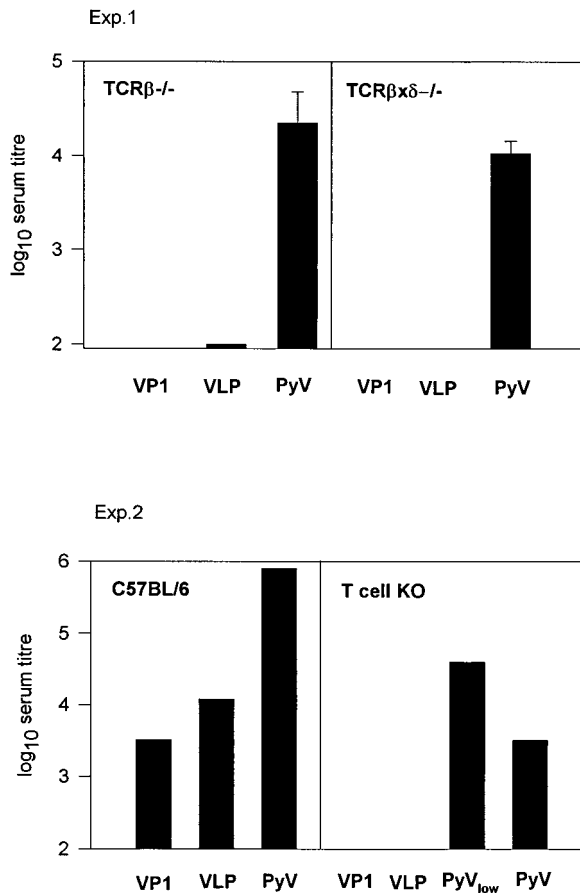 Exp.1
5
4
3
2
log10 serum titre
TCRβ-/-
TCRβxδ–/-
VP1 VLP PyV VP1 VLP PyV
Exp.2
6
5
4
3
2
log10 serum titre
C57BL/6
T cell KO
VP1 VLP PyV VP1 VLP PyVlow PyV